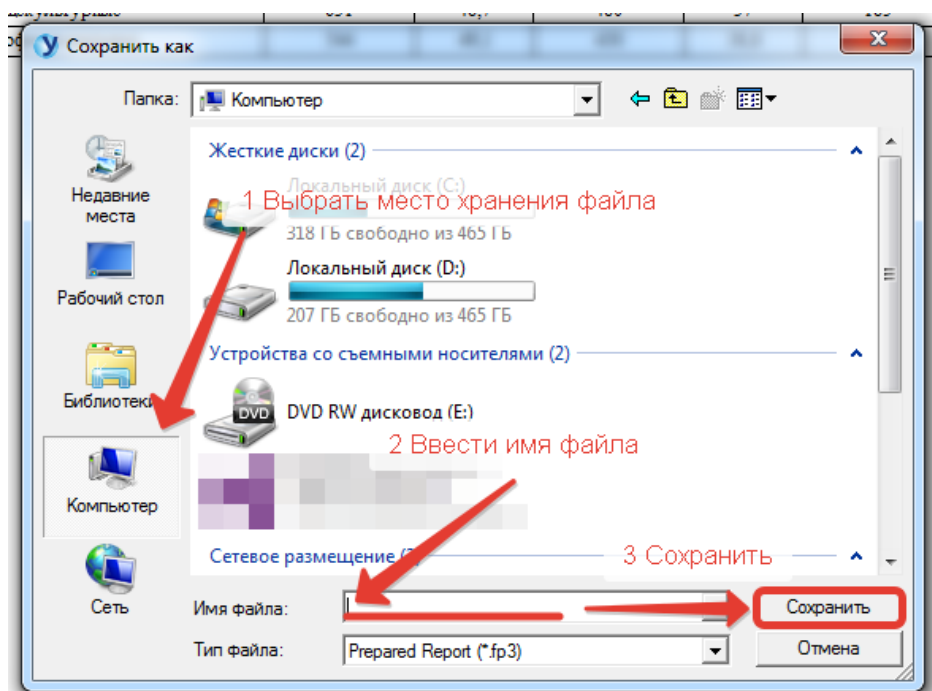 Сохранить как
Папка:
Компьютер
Недавние
места
Рабочий стол
Библиотеки
Компьютер
Сеть
Жесткие диски (2)
Локальный диск (C:)
1 Выбрать место хранения файла
318 ГБ свободно из 465 ГБ
Локальный диск (D:)
207 ГБ свободно из 465 ГБ
Устройства со съемными носителями (2)
DVD
DVD RW дисковод (E:)
2 Ввести имя файла
Сетевое размещение
3 Сохранить
Имя файла:
Сохранить
Тип файла:
Prepared Report (*.fp3)
Отмена